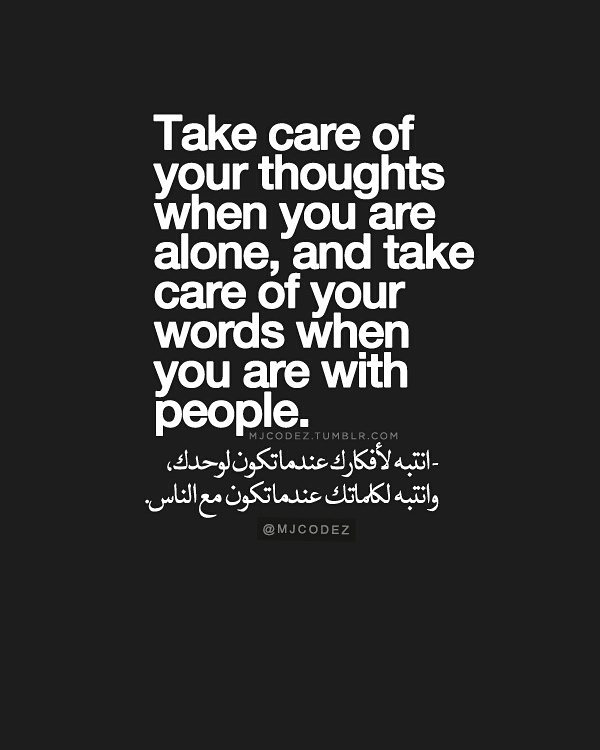 Take care of
your thoughts
when you are
alone, and take
care of your
words when
you are with
people.
MJCODEZ.TUMBLR.COM
-انتبه لأفكارك عندما تكون لوحدك،
وانتبه لكلماتك عندما تكون مع الناس.
@MJCODEZ